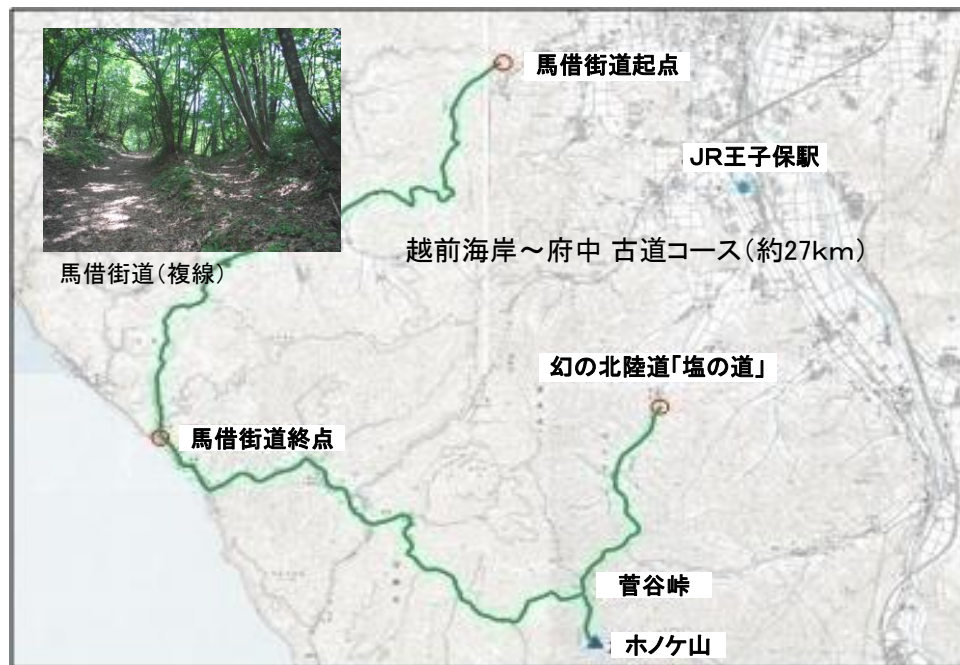 馬借街道起点
JR王子保駅
越前海岸～府中 古道コース（約27km）
馬借街道（複線）
幻の北陸道「塩の道」
馬借街道終点
菅谷峠
ホノケ山